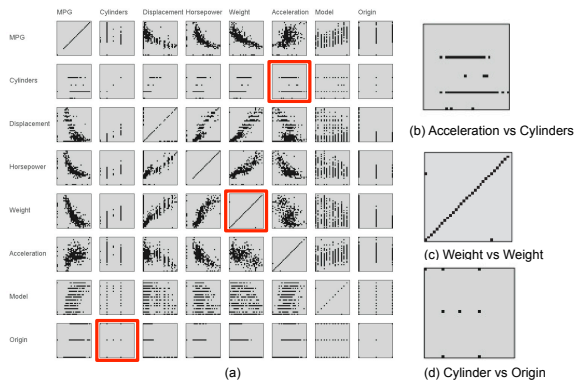 MPG Cylinders Displacement Horsepower Weight Acceleration Model Origin
MPG
Cylinders
Displacement
Horsepower
Weight
Acceleration
Model
Origin
(a)
(b) Acceleration vs Cylinders
(c) Weight vs Weight
(d) Cylinder vs Origin